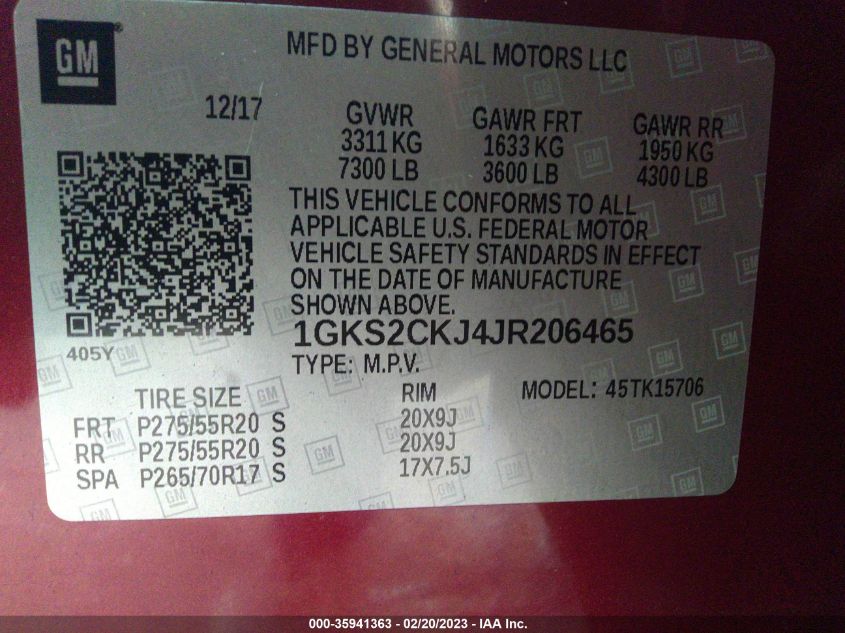 GM
MFD BY GENERAL MOTORS LLC
12/17
GVWR GAWR FRT GAWR RR
3311 KG 1633 KG 1950 KG
7300 LB 3600 LB 4300 LB
THIS VEHICLE CONFORMS TO ALL
APPLICABLE U.S. FEDERAL MOTOR
VEHICLE SAFETY STANDARDS IN EFFECT
ON THE DATE OF MANUFACTURE
SHOWN ABOVE.
1GKS2CKJ4JR206465
405Y
TYPE: M.P.V.
TIRE SIZE RIM MODEL: 45TK15706
FRT P275/55R20 S 20X9J
RR P275/55R20 S 20X9J
SPA P265/70R17 S 17X7.5J
000-35941363 - 02/20/2023 - IAA Inc.